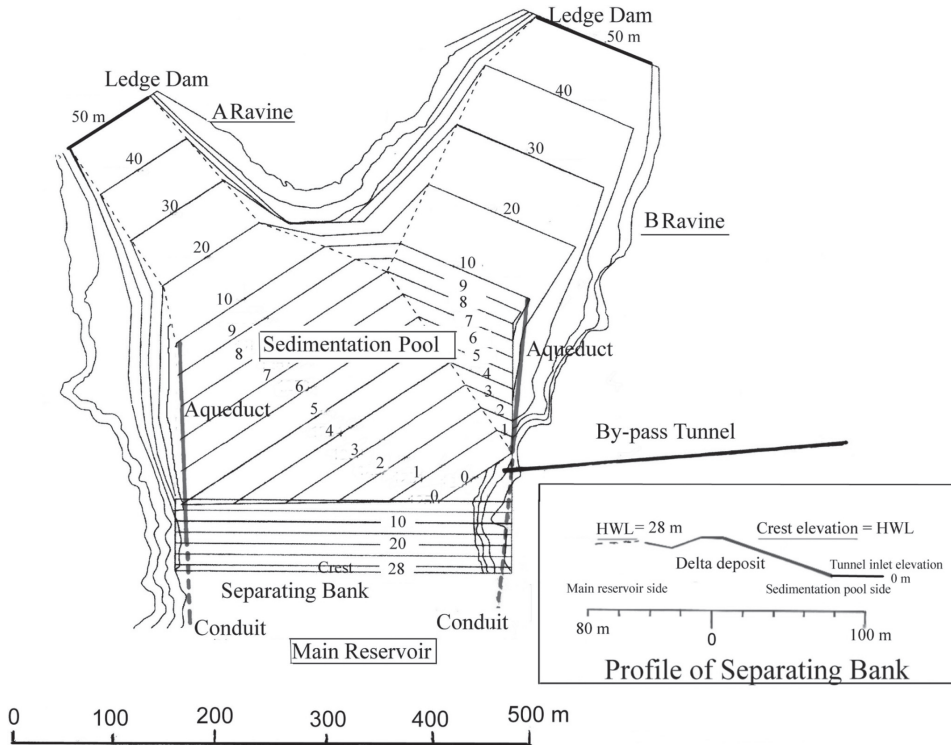 Ledge Dam
50 m
Ledge Dam
50 m
A Ravine
40
30
20
10
9
8
7
6
5
4
3
2
1
0
40
30
20
10
9
8
7
6
5
4
3
2
1
0
B Ravine
Sedimentation Pool
Aqueduct
Aqueduct
By-pass Tunnel
10
20
Crest
28
Separating Bank
Conduit
Conduit
Main Reservoir
HWL = 28 m
Crest elevation = HWL
Delta deposit
Tunnel inlet elevation
0 m
Main reservoir side
Sedimentation pool side
80 m
0
100 m
Profile of Separating Bank
0
100
200
300
400
500 m